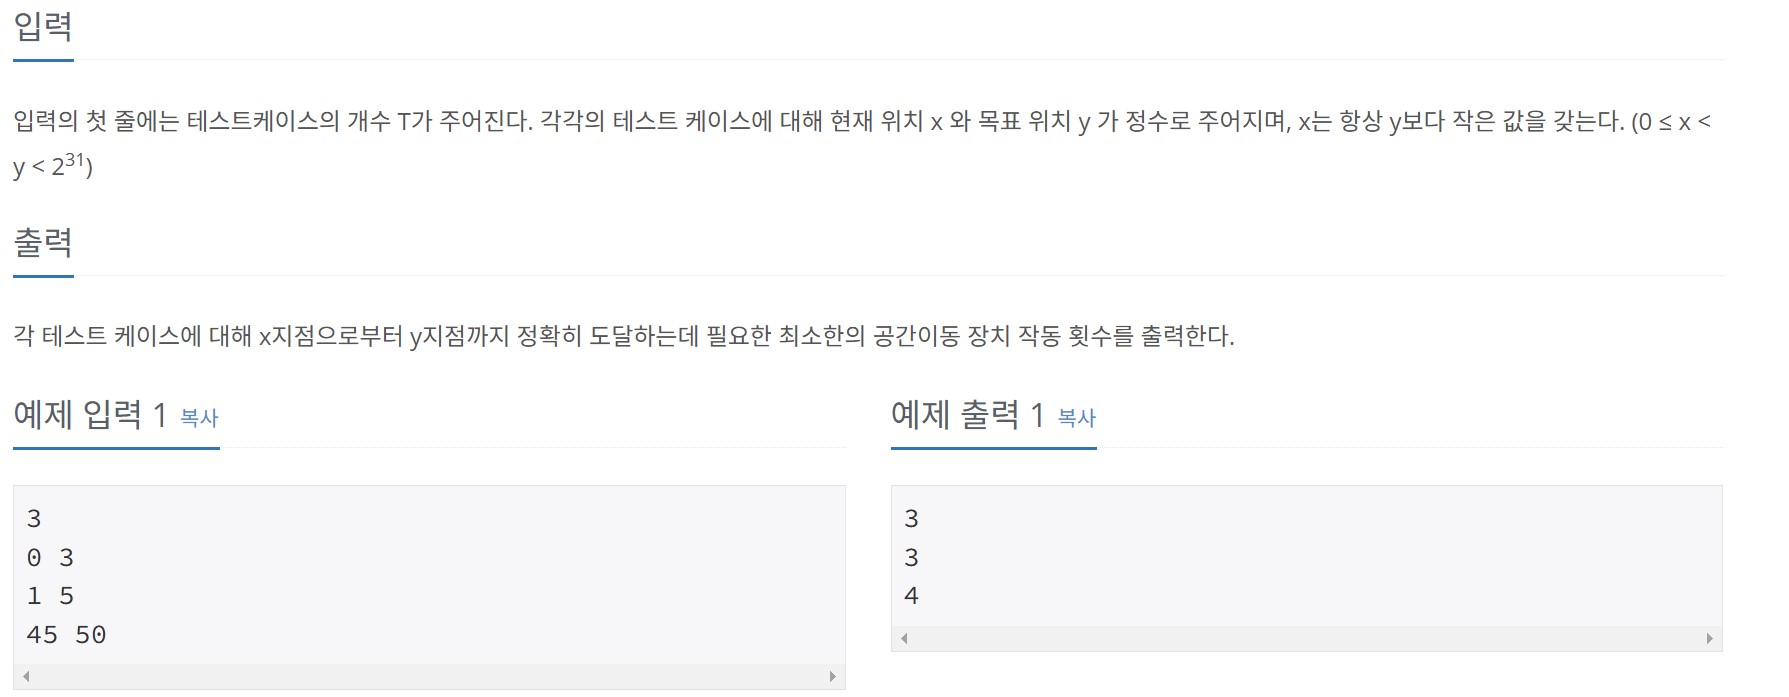 입력
입력의 첫 줄에는 테스트케이스의 개수 T가 주어진다. 각각의 테스트 케이스에 대해 현재 위치 x 와 목표 위치 y 가 정수로 주어지며, x는 항상 y보다 작은 값을 갖는다. (0 ≤ x <
y < 2³¹)
출력
각 테스트 케이스에 대해 x지점으로부터 y지점까지 정확히 도달하는데 필요한 최소한의 공간이동 장치 작동 횟수를 출력한다.
예제 입력 1 복사
3
0 3
1 5
45 50
예제 출력 1 복사
3
3
4